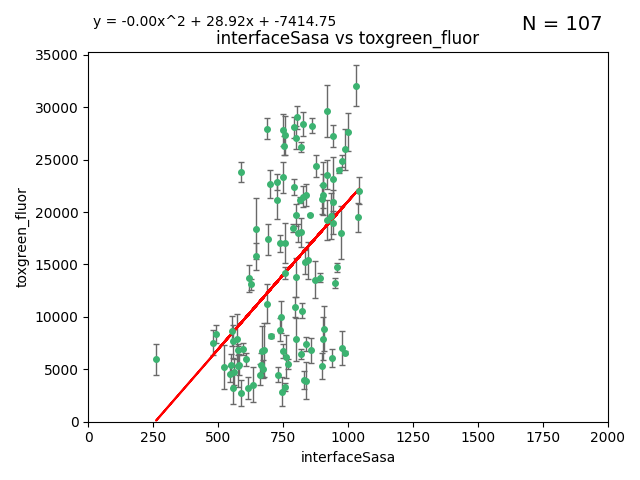 y = -0.00x^2 + 28.92x + -7414.75
N = 107
interfaceSasa vs toxgreen_fluor
35000
30000
25000
20000
15000
10000
5000
0
toxgreen_fluor
0 250 500 750 1000 1250 1500 1750 2000
interfaceSasa